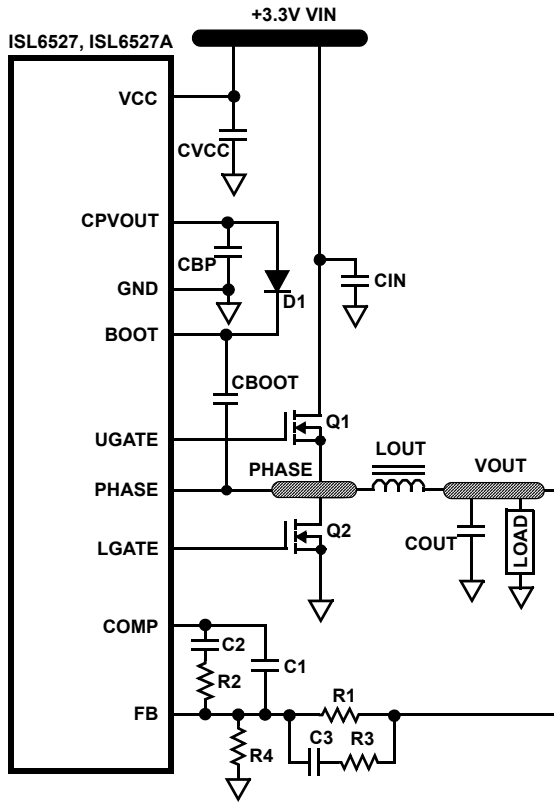 +3.3V VIN
ISL6527, ISL6527A
VCC
CVCC
CPVOUT
CBP
GND
D1
CIN
BOOT
CBOOT
Q1
UGATE
LOUT
PHASE
VOUT
PHASE
Q2
COUT
LOAD
LGATE
COMP
C2
C1
R2
R1
FB
C3
R3
R4